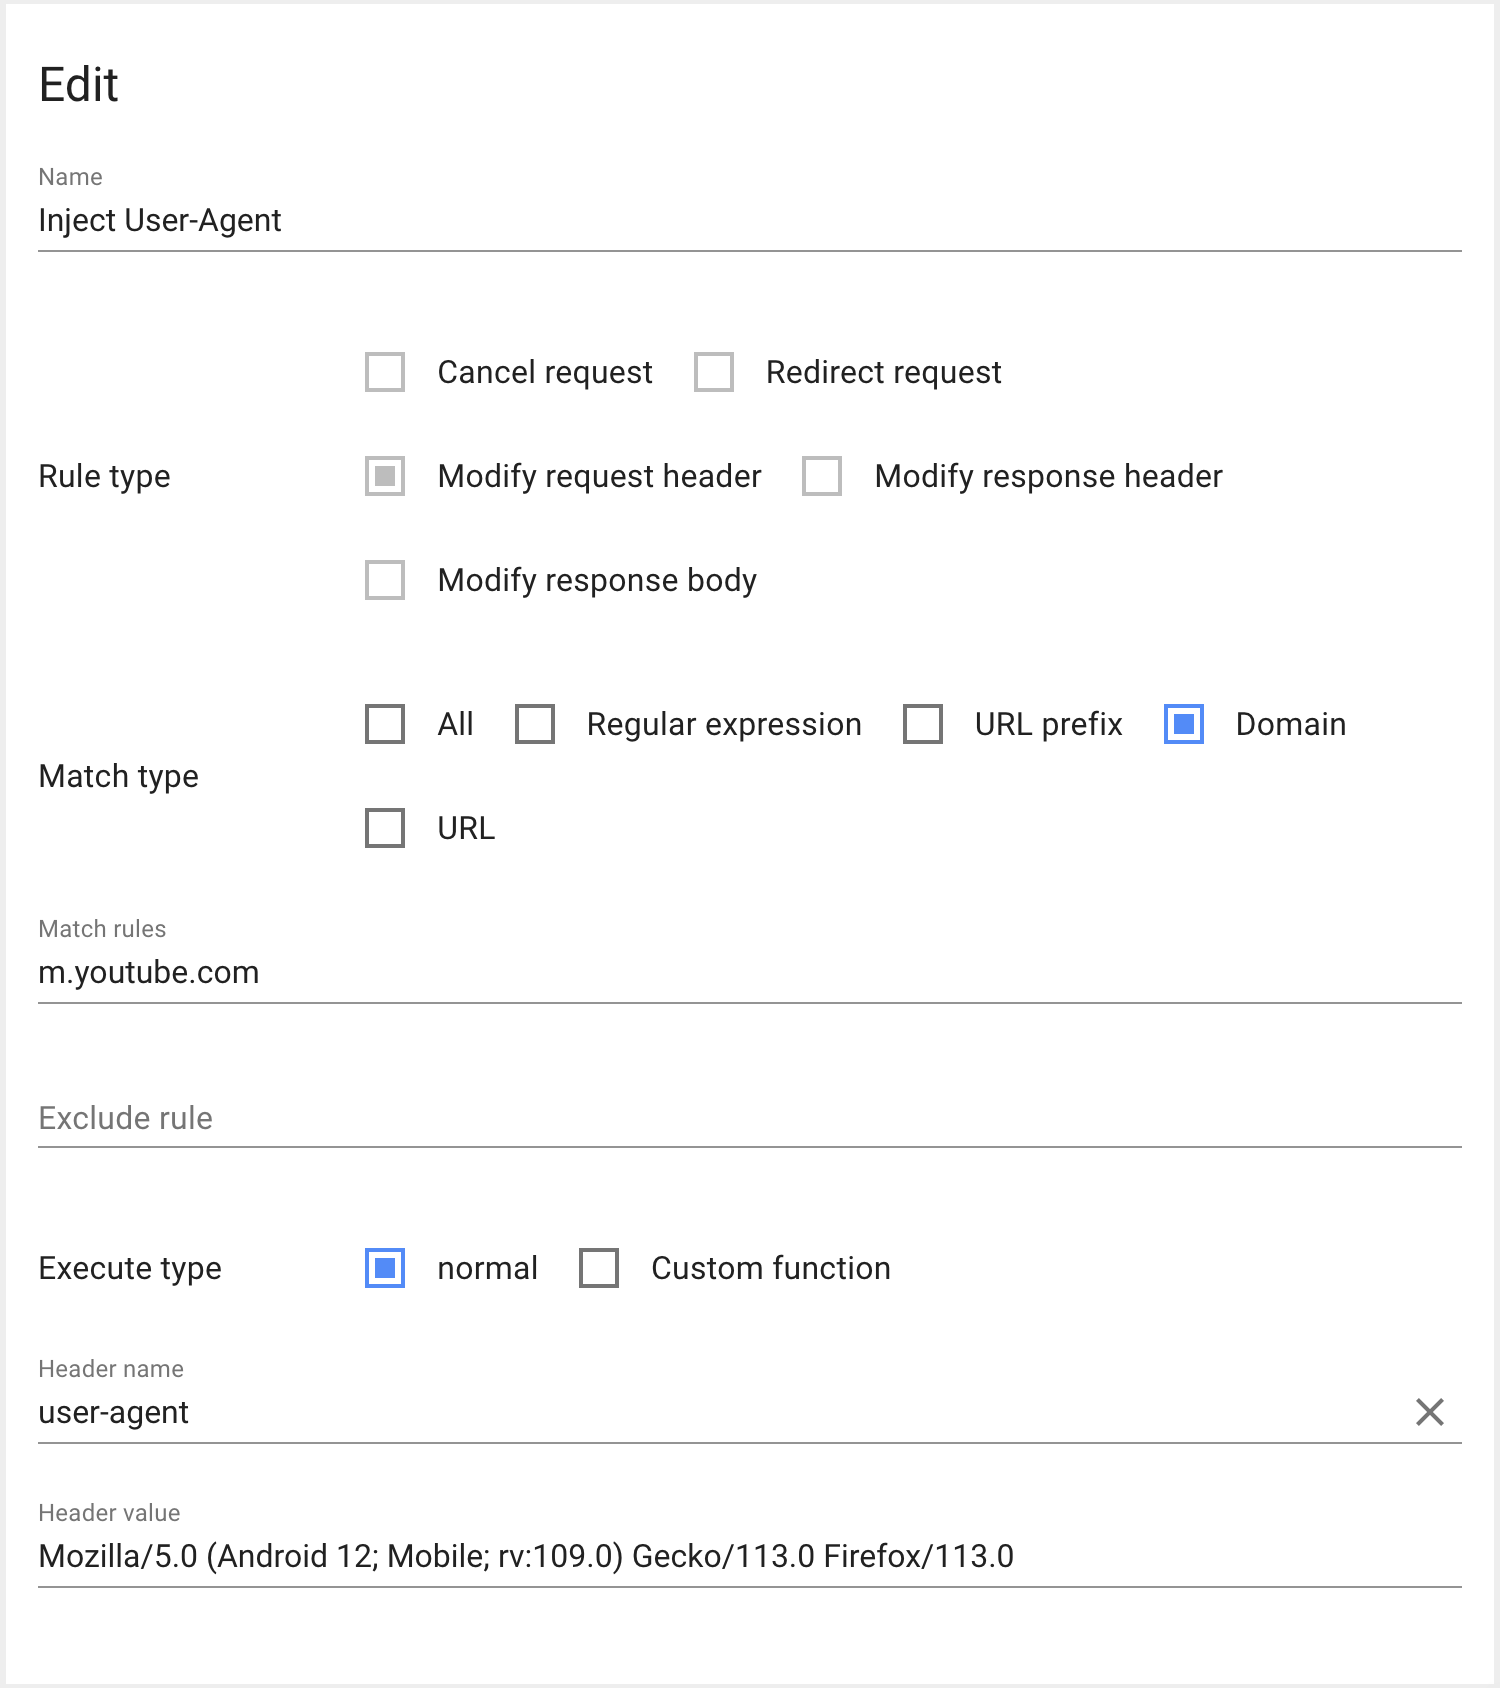 Edit
Name
Inject User-Agent
Cancel request Redirect request
Rule type Modify request header Modify response header
Modify response body
All Regular expression URL prefix Domain
Match type
URL
Match rules
m.youtube.com
Exclude rule
Execute type normal Custom function
Header name
user-agent
Header value
Mozilla/5.0 (Android 12; Mobile; rv:109.0) Gecko/113.0 Firefox/113.0